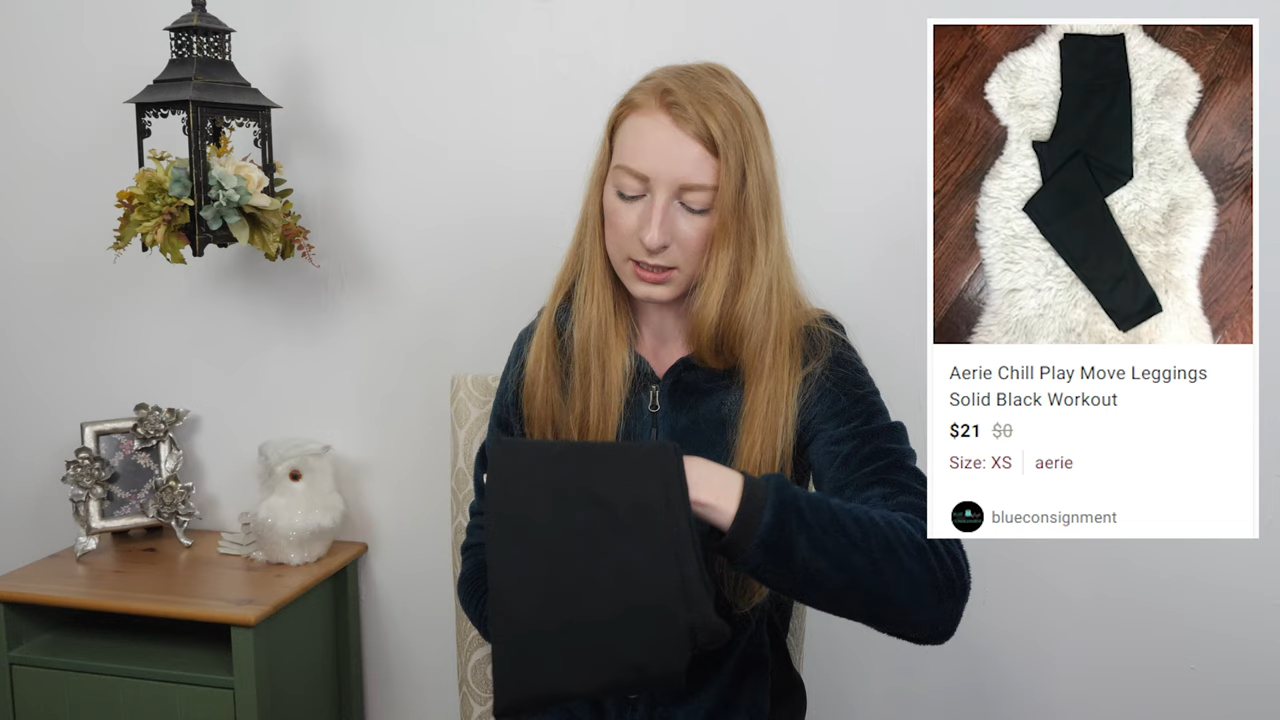 Aerie Chill Play Move Leggings
Solid Black Workout
$21 $0
Size: XS aerie
blueconsignment